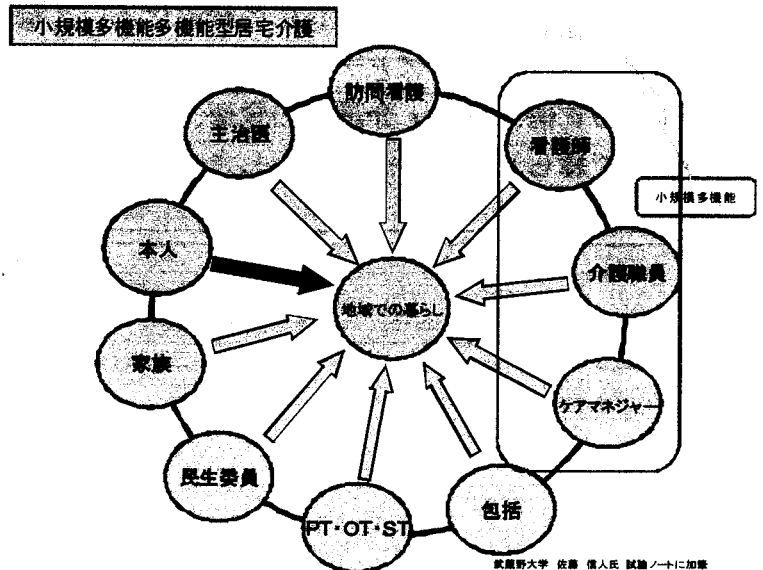 小規模多機能多機能型居宅介護
訪問看護
主治医
看護師
小規模多機能
本人
介護職員
地域での暮らし
家族
ケアマネジャー
民生委員
包括
PT・OT・ST
武蔵野大学 佐藤 信人氏 試論ノートに加筆